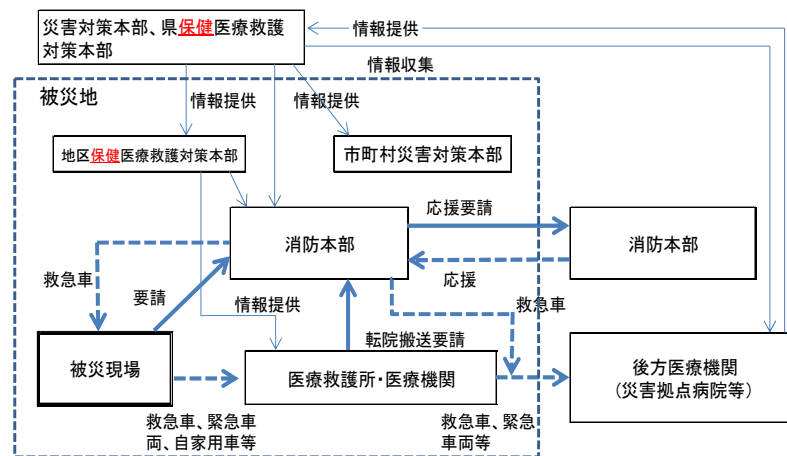 災害対策本部、県保健医療救護
対策本部
情報提供
情報収集
被災地
情報提供
情報提供
地区保健医療救護対策本部
市町村災害対策本部
応援要請
消防本部
消防本部
救急車
要請
応援
情報提供
救急車
転院搬送要請
被災現場
医療救護所・医療機関
後方医療機関
（災害拠点病院等）
救急車、緊急車
両、自家用車等
救急車、緊急
車両等